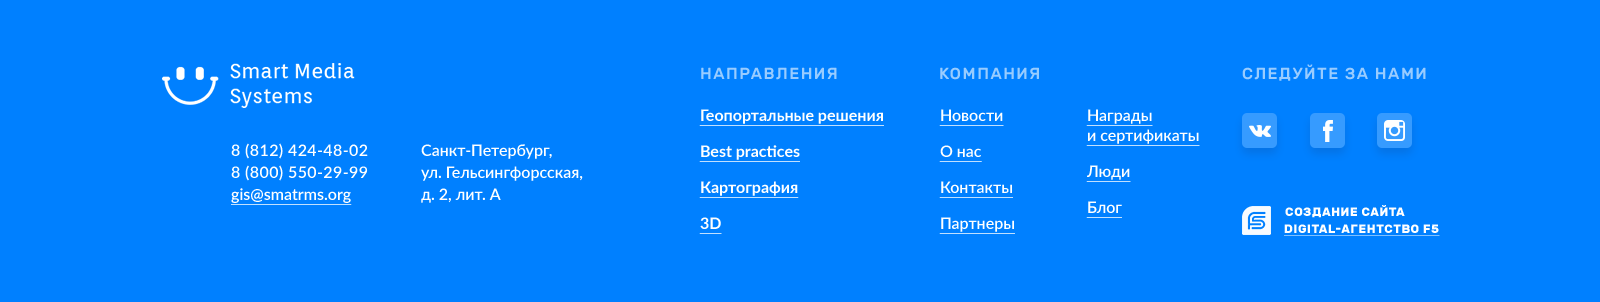 Smart Media
Systems
8 (812) 424-48-02
8 (800) 550-29-99
gis@smatrms.org
Санкт-Петербург,
ул. Гельсингфорсская,
д. 2, лит. А
НАПРАВЛЕНИЯ
Геопортальные решения
Best practices
Картография
3D
КОМПАНИЯ
Новости
О нас
Контакты
Партнеры
Награды
и сертификаты
Люди
Блог
СЛЕДУЙТЕ ЗА НАМИ
СОЗДАНИЕ САЙТА
DIGITAL-АГЕНТСТВО F5